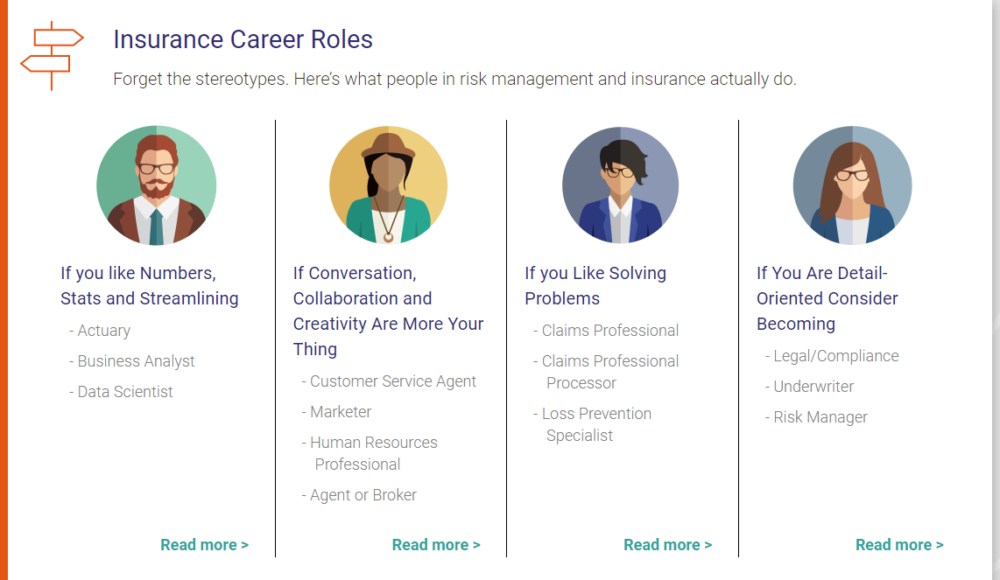 Insurance Career Roles
Forget the stereotypes. Here's what people in risk management and insurance actually do.
If you like Numbers,
Stats and Streamlining
- Actuary
- Business Analyst
- Data Scientist
Read more >
If Conversation,
Collaboration and
Creativity Are More Your
Thing
- Customer Service Agent
- Marketer
- Human Resources
Professional
- Agent or Broker
Read more >
If you Like Solving
Problems
- Claims Professional
- Claims Professional
Processor
- Loss Prevention
Specialist
Read more >
If You Are Detail-
Oriented Consider
Becoming
- Legal/Compliance
- Underwriter
- Risk Manager
Read more >